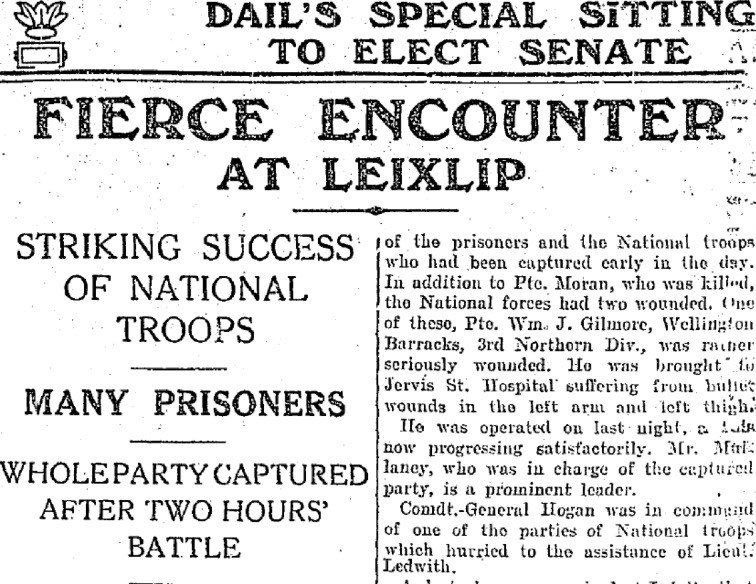 DAIL'S SPECIAL SITTING
TO ELECT SENATE
FIERCE ENCOUNTER
AT LEIXLIP
STRIKING SUCCESS
OF NATIONAL
TROOPS
MANY PRISONERS
WHOLE PARTY CAPTURED
AFTER TWO HOURS'
BATTLE
of the prisoners and the National troops
who had been captured early in the day.
In addition to Pte. Moran, who was killed,
the National forces had two wounded. One
of these, Pte. Wm. J. Gilmore, Wellington
Barracks, 3rd Northern Div., was rather
seriously wounded. He was brought to
Jervis St. Hospital suffering from bullet
wounds in the left arm and left thigh.
He was operated on last night,
now progressing satisfactorily. Mr. Mul-
laney, who was in charge of the captured
party, is a prominent leader.
Comdt.-General Hogan was in command
of one of the parties of National troops
which hurried to the assistance of Lieut.
Ledwith.